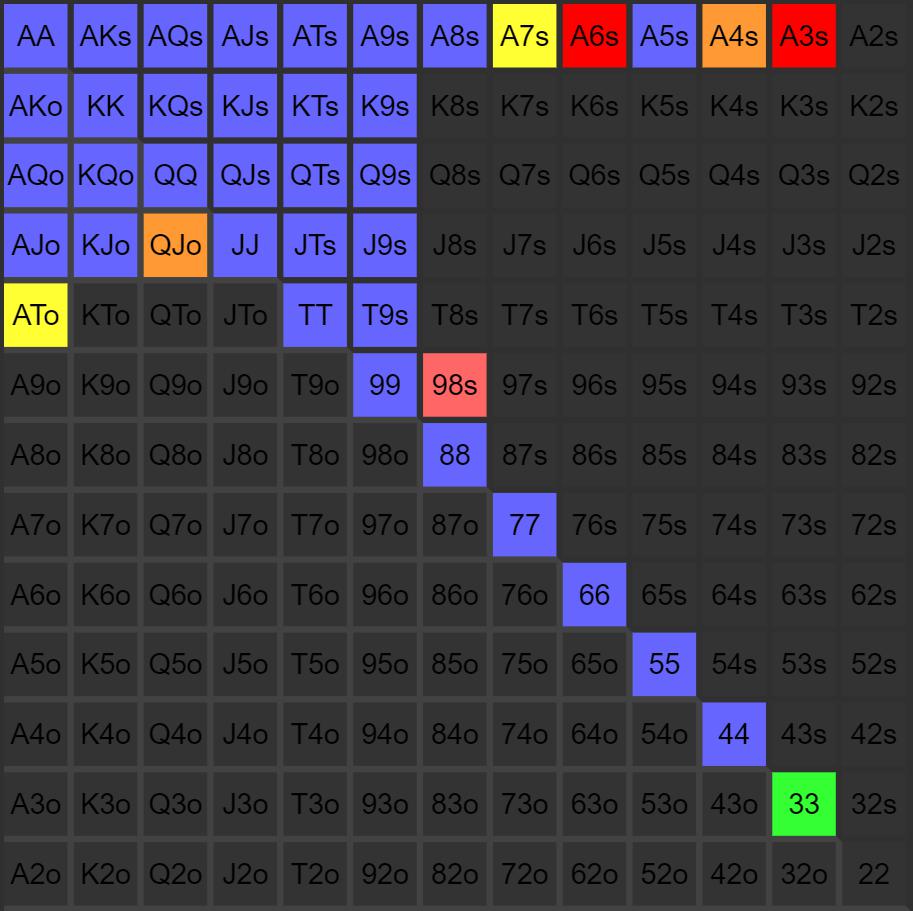 AA AKs AQs AJs ATs A9s A8s A7s A6s A5s A4s A3s A2s
AKo KK KQs KJs KTs K9s K8s K7s K6s K5s K4s K3s K2s
AQo KQo QQ QJs QTs Q9s Q8s Q7s Q6s Q5s Q4s Q3s Q2s
AJo KJo QJo JJ JTs J9s J8s J7s J6s J5s J4s J3s J2s
ATo KTo QTo JTo TT T9s T8s T7s T6s T5s T4s T3s T2s
A9o K9o Q9o J9o T9o 99 98s 97s 96s 95s 94s 93s 92s
A8o K8o Q8o J8o T8o 98o 88 87s 86s 85s 84s 83s 82s
A7o K7o Q7o J7o T7o 97o 87o 77 76s 75s 74s 73s 72s
A6o K6o Q6o J6o T6o 96o 86o 76o 66 65s 64s 63s 62s
A5o K5o Q5o J5o T5o 95o 85o 75o 65o 55 54s 53s 52s
A4o K4o Q4o J4o T4o 94o 84o 74o 64o 54o 44 43s 42s
A3o K3o Q3o J3o T3o 93o 83o 73o 63o 53o 43o 33 32s
A2o K2o Q2o J2o T2o 92o 82o 72o 62o 52o 42o 32o 22